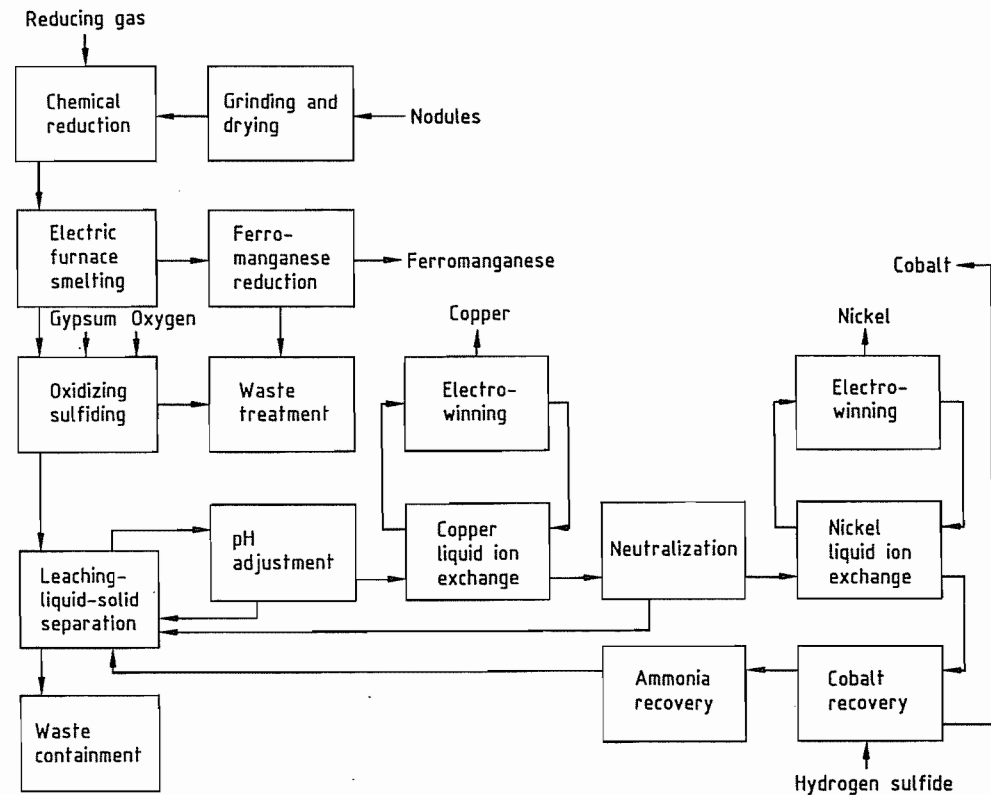 Reducing gas
Chemical
reduction
Grinding and
drying
Nodules
Electric
furnace
smelting
Ferro-
manganese
reduction
Ferromanganese
Cobalt
Gypsum Oxygen
Copper
Nickel
Oxidizing
sulfiding
Waste
treatment
Electro-
winning
Electro-
winning
Leaching-
liquid-solid
separation
pH
adjustment
Copper
liquid ion
exchange
Neutralization
Nickel
liquid ion
exchange
Waste
containment
Ammonia
recovery
Cobalt
recovery
Hydrogen sulfide